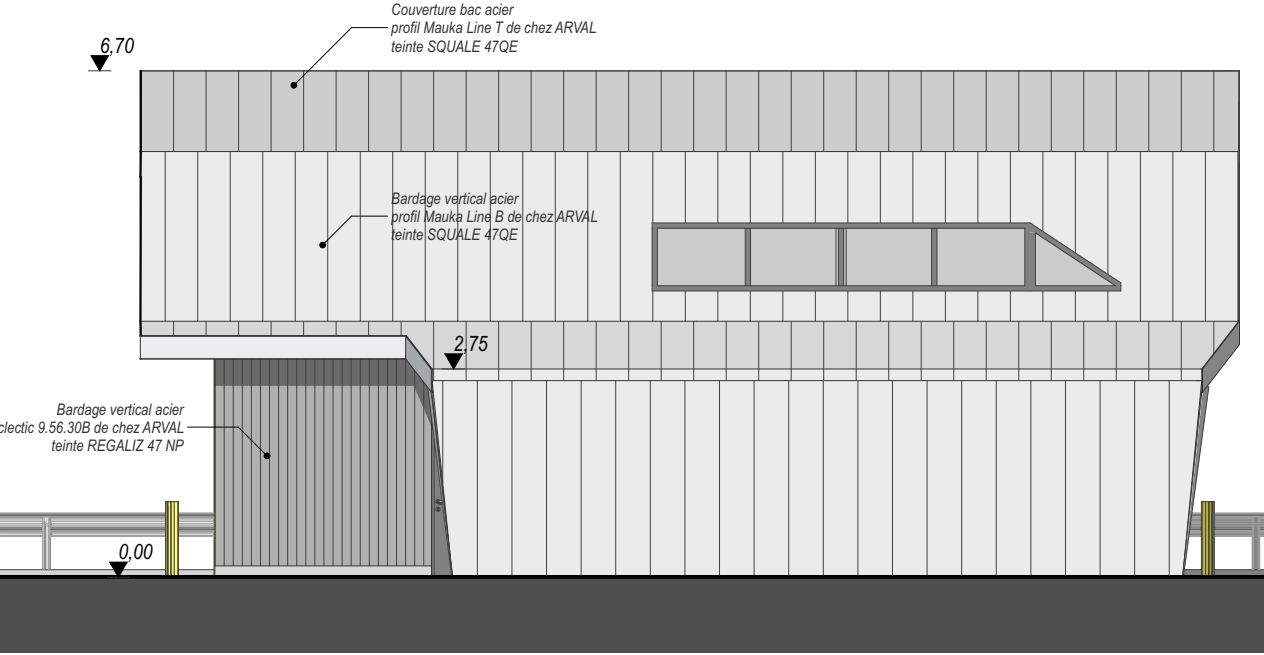 Couverture bac acier
profil Mauka Line T de chez ARVAL
teinte SQUALE 47QE
6,70
Bardage vertical acier
profil Mauka Line B de chez ARVAL
teinte SQUALE 47QE
2,75
Bardage vertical acier
clectic 9.56.30B de chez ARVAL
teinte REGALIZ 47 NP
0,00